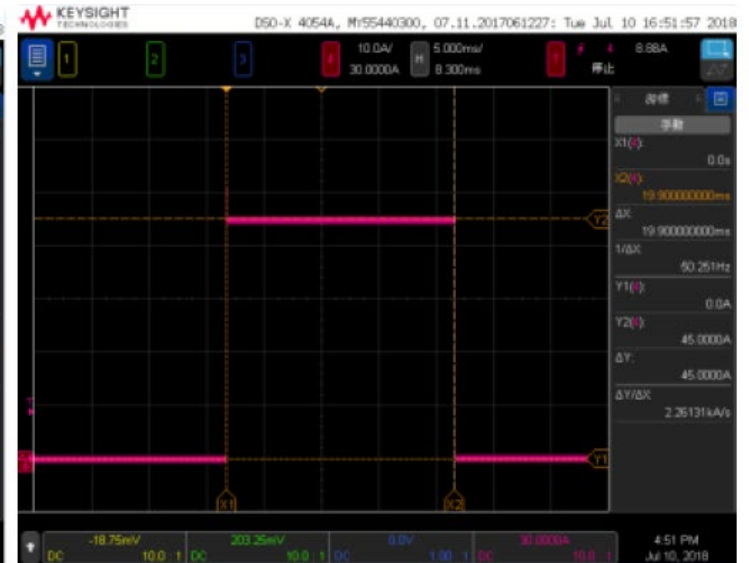 KEYSIGHT
TECHNOLOGIES
DSO-X 4054A, MY55440300, 07.11.2017061227: Tue Jul 10 16:51:57 2018
1
2
3
4
10.0A/
30.0000A
H
5.000ms/
8.300ms
T
4
8.88A
停止
手動
X1(4):
0.0s
X2(4):
19.900000000ms
ΔX:
19.900000000ms
1/ΔX:
50.251Hz
Y1(4):
0.0A
Y2(4):
45.0000A
ΔY:
45.0000A
ΔY/ΔX:
2.26131kA/s
Y2
Y1
X1
X2
-18.75mV
DC
10.0 : 1
203.25mV
DC
10.0 : 1
0.0V
DC
1.00 : 1
30.0000A
DC
10.0 : 1
4:51 PM
Jul 10, 2018